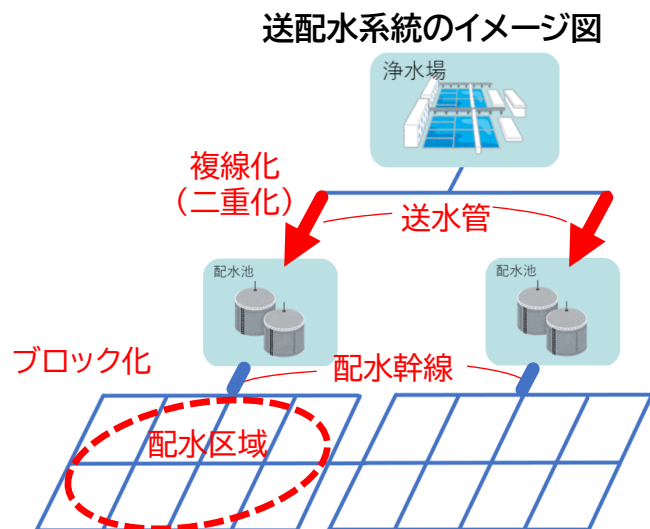 送配水系統のイメージ図
浄水場
複線化
（二重化）
送水管
配水池
配水池
ブロック化
配水幹線
配水区域